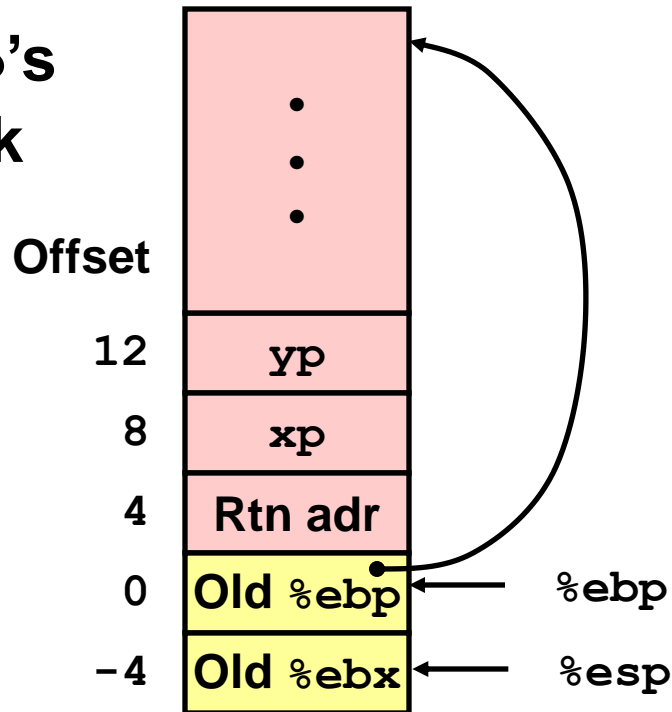 ’s
k
Offset
12 yp
8 xp
4 Rtn adr
0 Old %ebp %ebp
-4 Old %ebx %esp